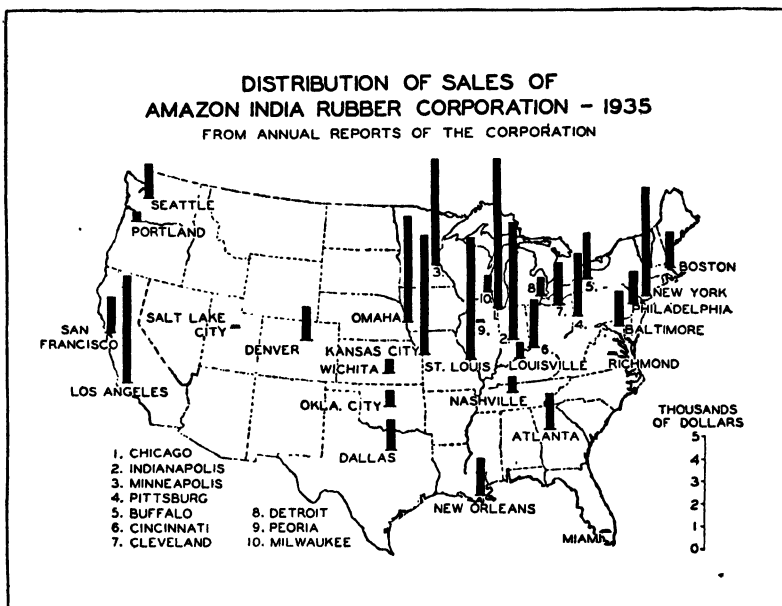 DISTRIBUTION OF SALES OF
AMAZON INDIA RUBBER CORPORATION – 1935
FROM ANNUAL REPORTS OF THE CORPORATION
SEATTLE
PORTLAND
SALT LAKE
CITY
SAN
FRANCISCO
LOS ANGELES
DENVER
OMAHA
KANSAS CITY
WICHITA
OKLA. CITY
DALLAS
3
10
9.
ST. LOUIS
2
8
7
6
5
4
LOUISVILLE
NASHVILLE
ATLANTA
NEW ORLEANS
MIAMI
BOSTON
NEW YORK
PHILADELPHIA
BALTIMORE
RICHMOND
THOUSANDS
OF DOLLARS
5
4
3
2
1
0
1. CHICAGO
2. INDIANAPOLIS
3. MINNEAPOLIS
4. PITTSBURG
5. BUFFALO
6. CINCINNATI
7. CLEVELAND
8. DETROIT
9. PEORIA
10. MILWAUKEE